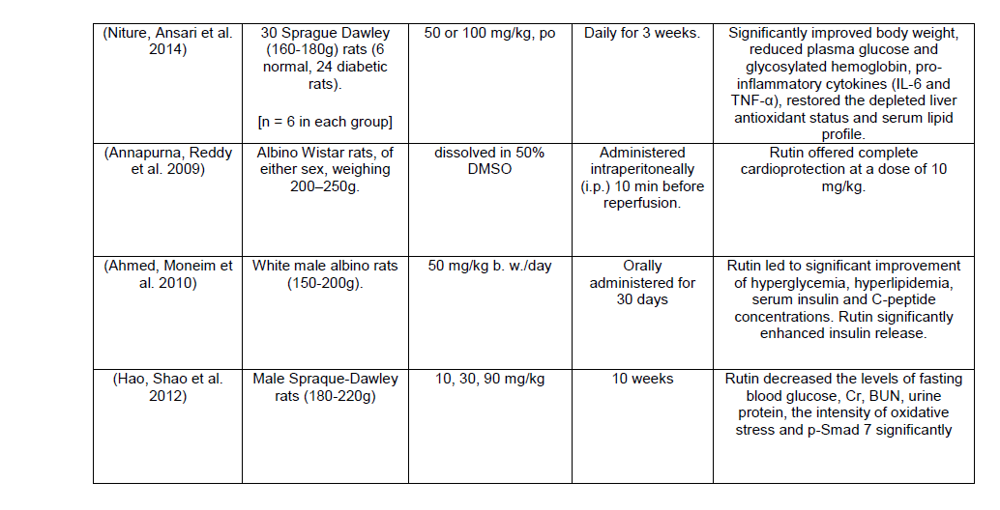 (Niture, Ansari et al.
2014)
30 Sprague Dawley
(160-180g) rats (6
normal, 24 diabetic
rats).
[n = 6 in each group]
50 or 100 mg/kg, po
Daily for 3 weeks.
Significantly improved body weight,
reduced plasma glucose and
glycosylated hemoglobin, pro-
inflammatory cytokines (IL-6 and
TNF-α), restored the depleted liver
antioxidant status and serum lipid
profile.
(Annapurna, Reddy
et al. 2009)
Albino Wistar rats, of
either sex, weighing
200–250g.
dissolved in 50%
DMSO
Administered
intraperitoneally
(i.p.) 10 min before
reperfusion.
Rutin offered complete
cardioprotection at a dose of 10
mg/kg.
(Ahmed, Moneim et
al. 2010)
White male albino rats
(150-200g).
50 mg/kg b. w./day
Orally
administered for
30 days
Rutin led to significant improvement
of hyperglycemia, hyperlipidemia,
serum insulin and C-peptide
concentrations. Rutin significantly
enhanced insulin release.
(Hao, Shao et al.
2012)
Male Spraque-Dawley
rats (180-220g)
10, 30, 90 mg/kg
10 weeks
Rutin decreased the levels of fasting
blood glucose, Cr, BUN, urine
protein, the intensity of oxidative
stress and p-Smad 7 significantly